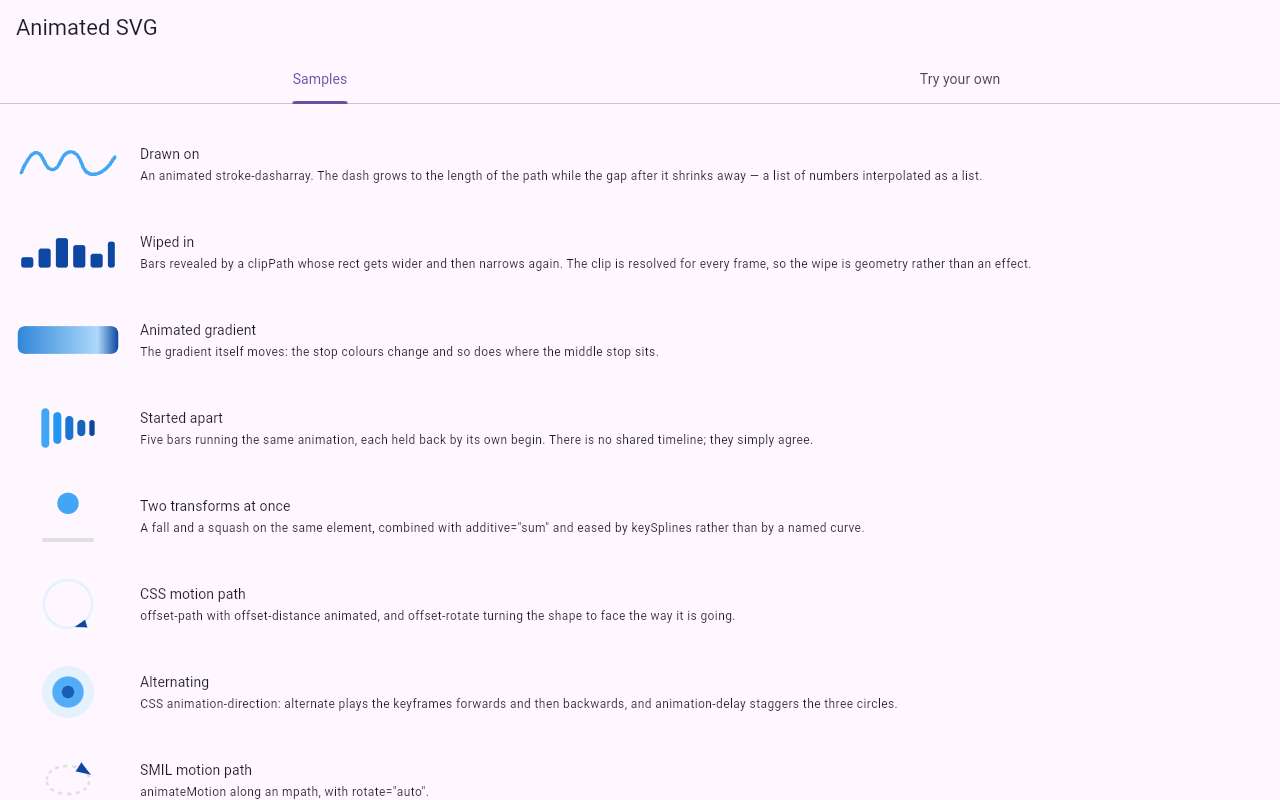 Animated SVG
Samples
Try your own
Drawn on
An animated stroke-dasharray. The dash grows to the length of the path while the gap after it shrinks away — a list of numbers interpolated as a list.
Wiped in
Bars revealed by a clipPath whose rect gets wider and then narrows again. The clip is resolved for every frame, so the wipe is geometry rather than an effect.
Animated gradient
The gradient itself moves: the stop colours change and so does where the middle stop sits.
Started apart
Five bars running the same animation, each held back by its own begin. There is no shared timeline; they simply agree.
Two transforms at once
A fall and a squash on the same element, combined with additive="sum" and eased by keySplines rather than by a named curve.
CSS motion path
offset-path with offset-distance animated, and offset-rotate turning the shape to face the way it is going.
Alternating
CSS animation-direction: alternate plays the keyframes forwards and then backwards, and animation-delay staggers the three circles.
SMIL motion path
animateMotion along an mpath, with rotate="auto".